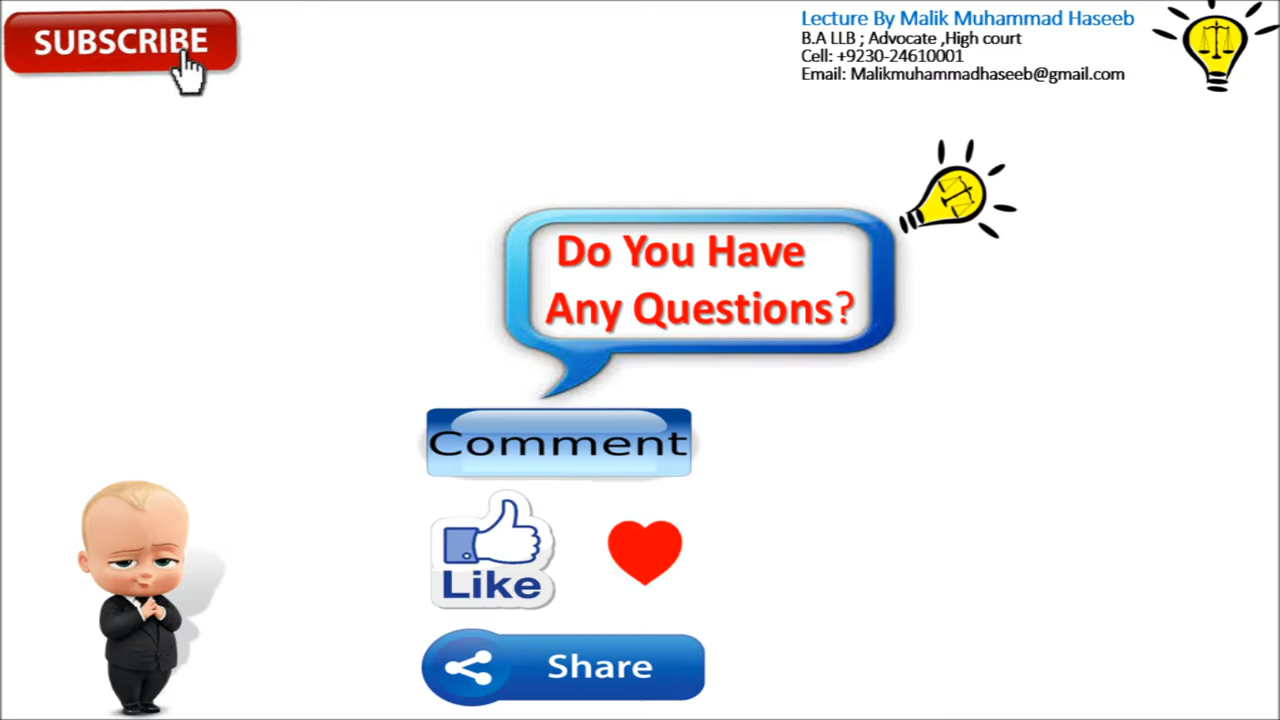 SUBSCRIBE
Lecture By Malik Muhammad Haseeb
B.A LLB ; Advocate ,High court
Cell: +9230-24610001
Email: Malikmuhammadhaseeb@gmail.com
Do You Have
Any Questions?
Comment
Like
Share